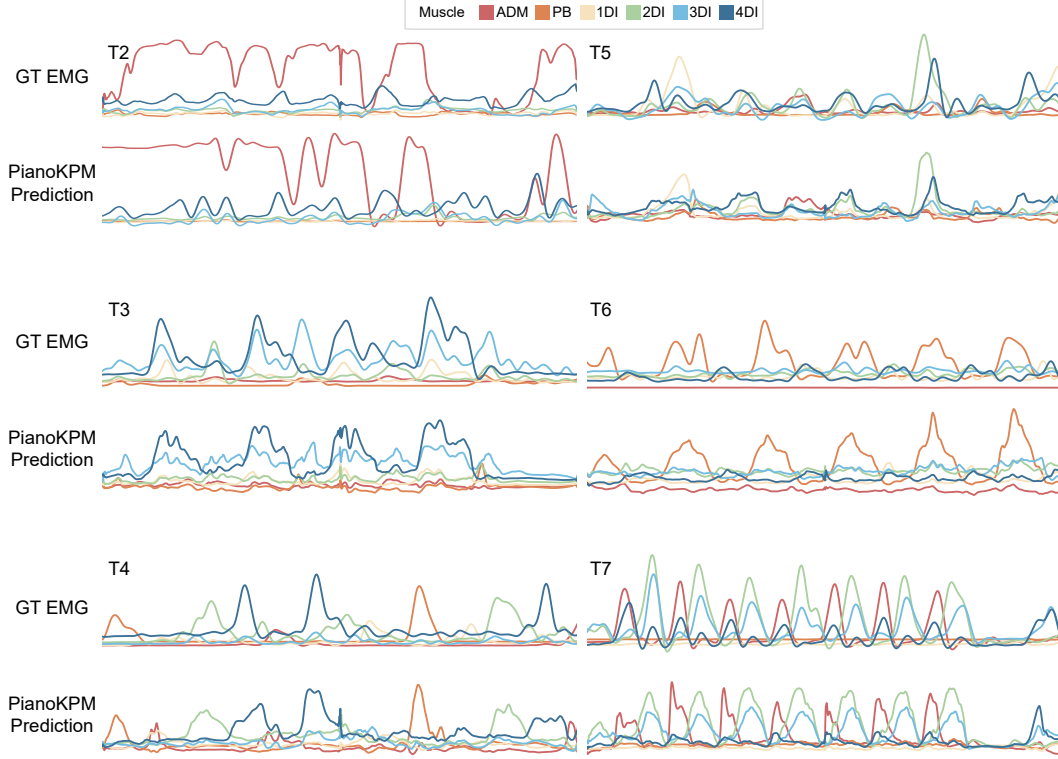 Muscle ADM PB 1DI 2DI 3DI 4DI
T2
GT EMG
PianoKPM
Prediction
T5
T3
GT EMG
PianoKPM
Prediction
T6
T4
GT EMG
PianoKPM
Prediction
T7